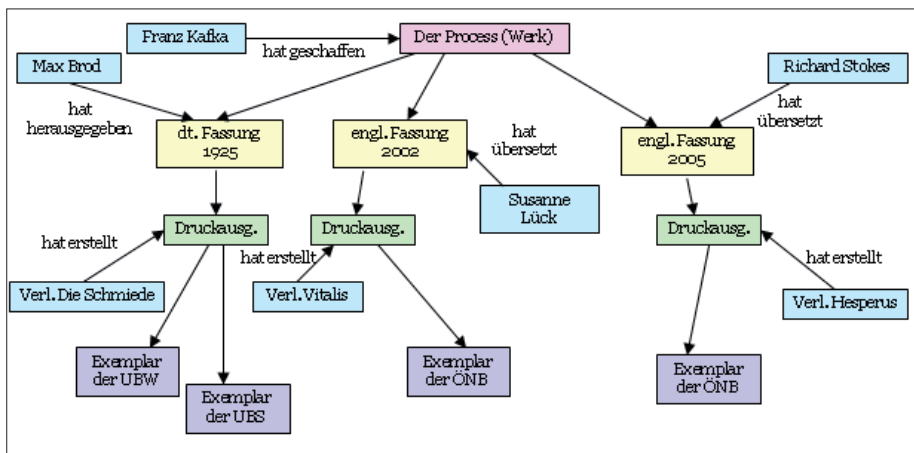 Franz Kafka
Der Process (Werk)
hat geschaffen
Max Brod
Richard Stokes
hat
herausgegeben
hat
übersetzt
dt. Fassung
1925
engl. Fassung
2002
hat
übersetzt
engl. Fassung
2005
Susanne
Lück
Druckausg.
Druckausg.
Druckausg.
hat erstellt
hat erstellt
hat erstellt
Verl. Die Schmiede
Verl. Vitalis
Verl. Hesperus
Exemplar
der UBW
Exemplar
der ÖNB
Exemplar
der ÖNB
Exemplar
der UBS